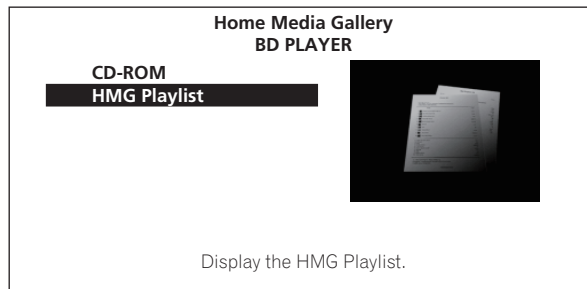 Home Media Gallery
BD PLAYER
CD-ROM
HMG Playlist
Display the HMG Playlist.